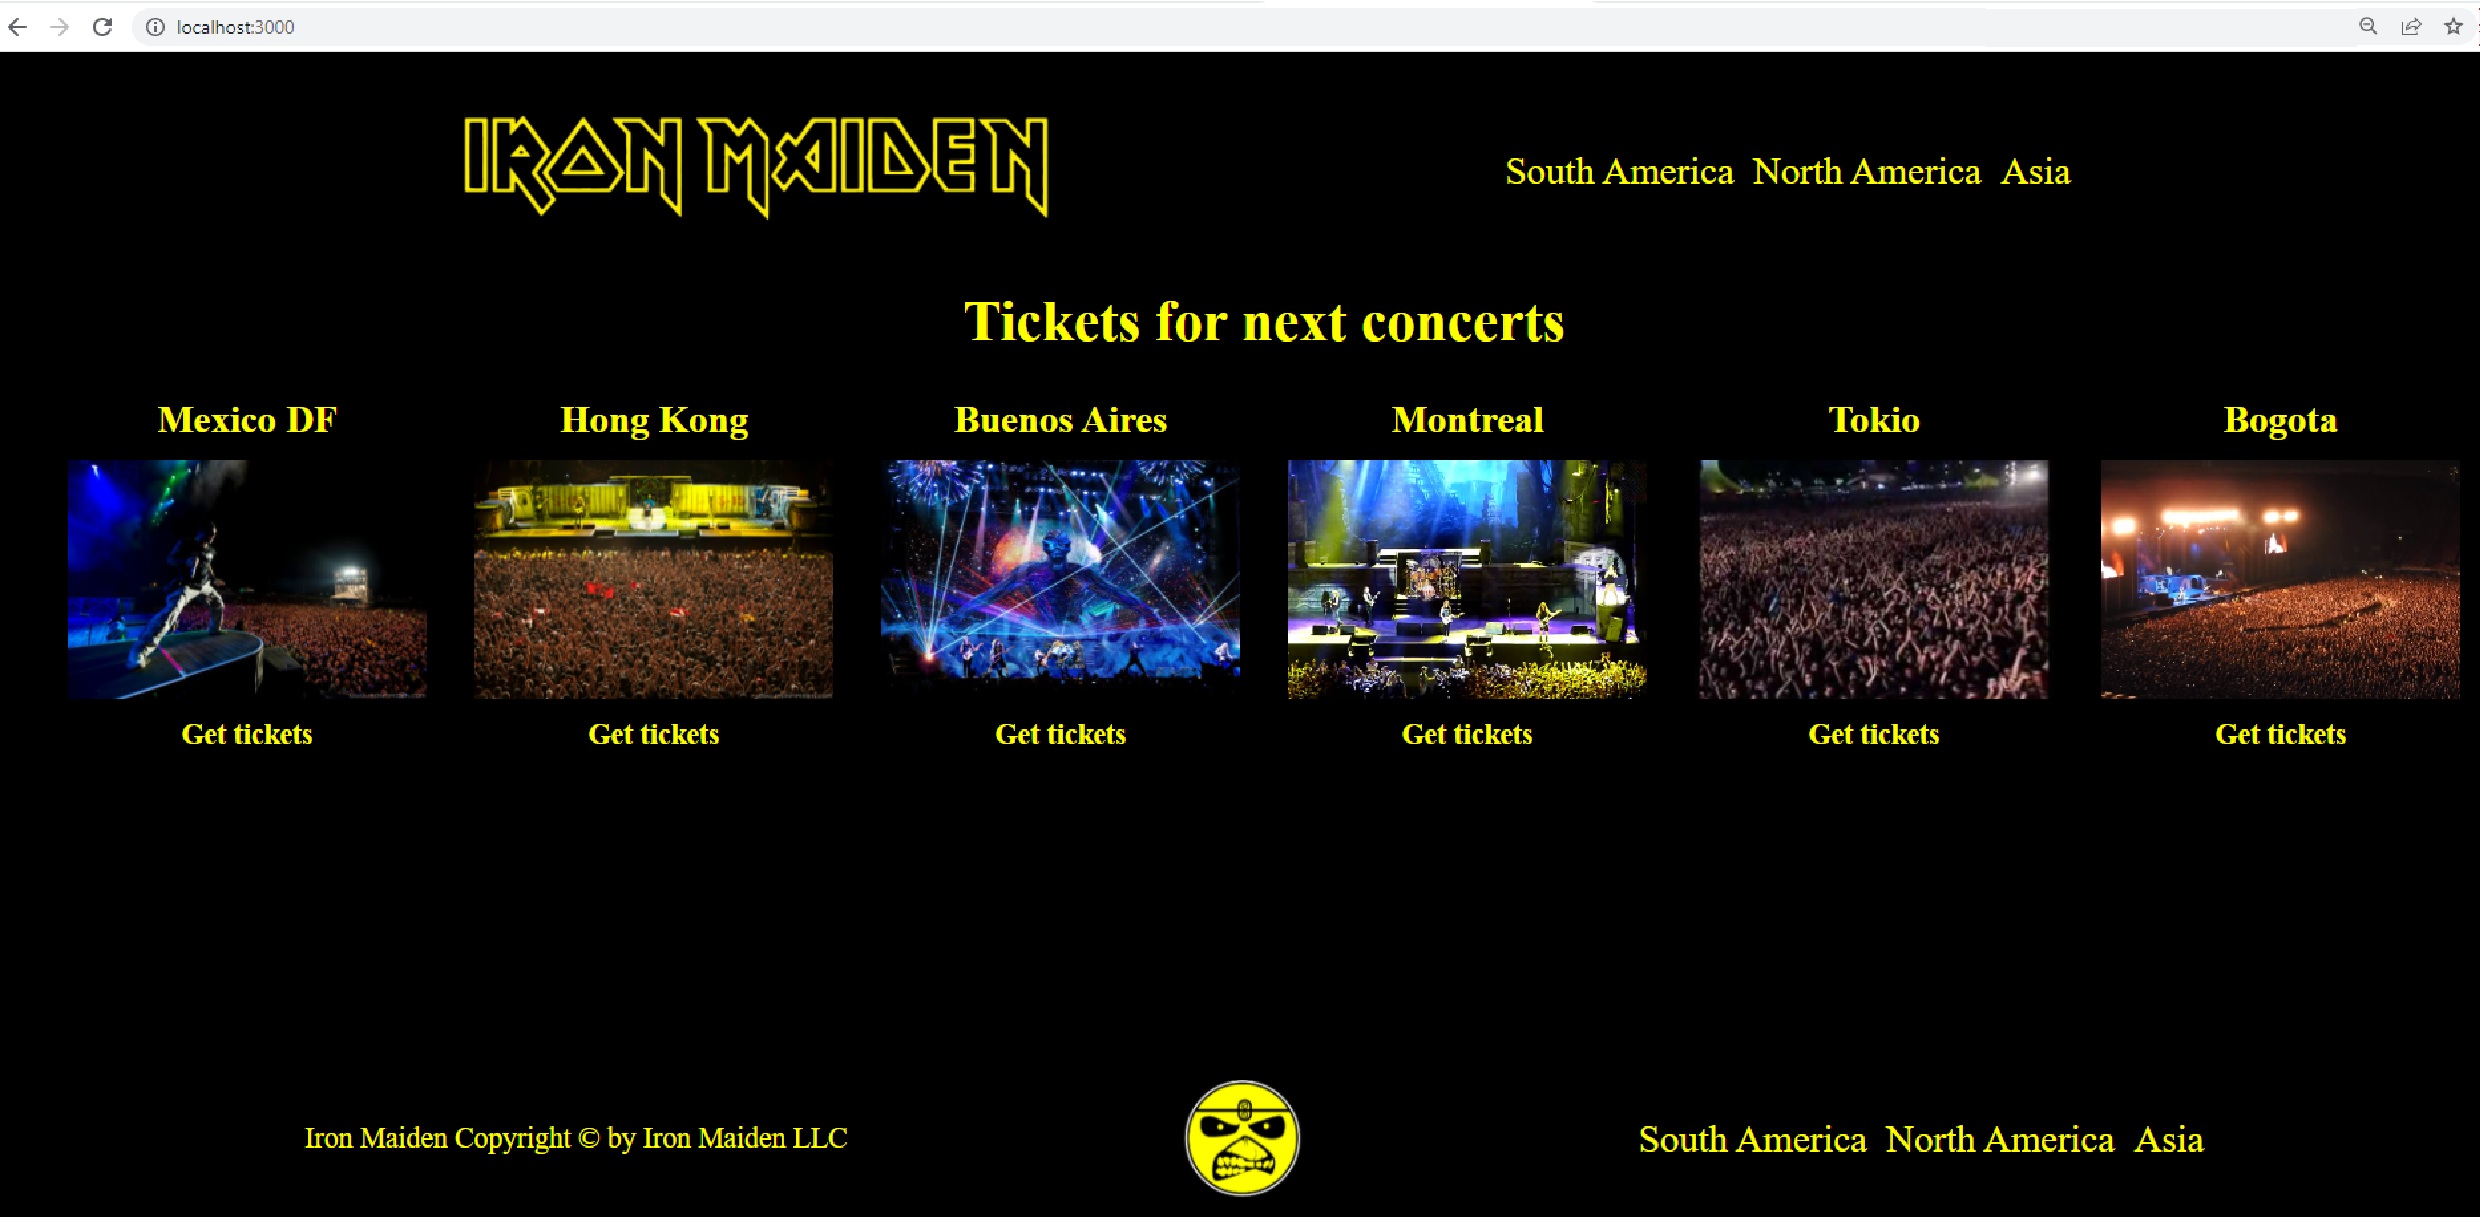 localhost:3000
IRON MAIDEN
South America North America Asia
Tickets for next concerts
Mexico DF Hong Kong Buenos Aires Montreal Tokio Bogota
Get tickets Get tickets Get tickets Get tickets Get tickets Get tickets
Iron Maiden Copyright © by Iron Maiden LLC
South America North America Asia